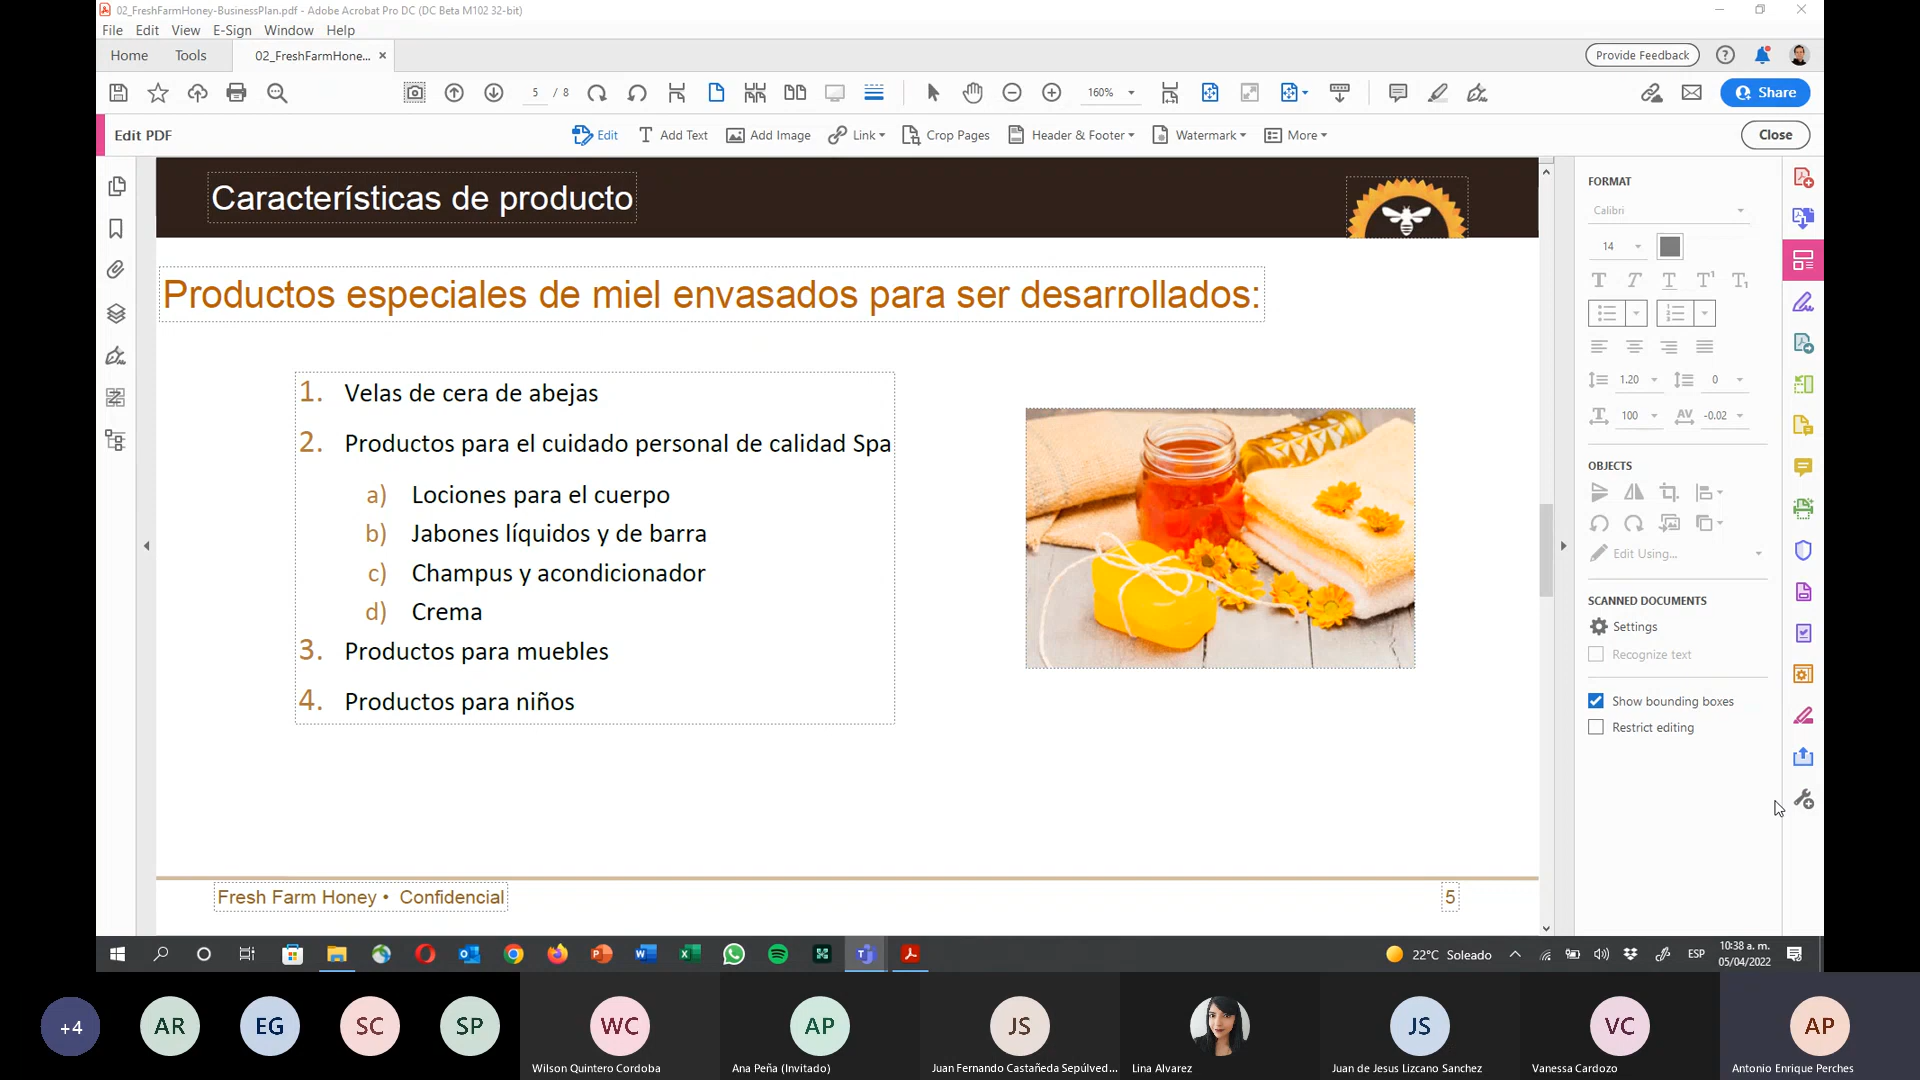 02_FreshFarmHoney-BusinessPlan.pdf - Adobe Acrobat Pro DC (DC Beta M102 32-bit)
File Edit View E-Sign Window Help
Home Tools 02_FreshFarmHone... × Provide Feedback
5 / 8 160% Share
Edit PDF Edit Add Text Add Image Link Crop Pages Header & Footer Watermark More Close
Características de producto
Productos especiales de miel envasados para ser desarrollados:
1. Velas de cera de abejas
2. Productos para el cuidado personal de calidad Spa
a) Lociones para el cuerpo
b) Jabones líquidos y de barra
c) Champus y acondicionador
d) Crema
3. Productos para muebles
4. Productos para niños
Fresh Farm Honey • Confidencial 5
FORMAT
Calibri
14
1.20 0
100 AV -0.02
OBJECTS
Edit Using...
SCANNED DOCUMENTS
Settings
Recognize text
Show bounding boxes
Restrict editing
22°C Soleado ESP 10:38 a. m.
05/04/2022
+4 AR EG SC SP WC AP JS JS VC AP
Wilson Quintero Cordoba Ana Peña (Invitado) Juan Fernando Castañeda Sepúlved... Lina Alvarez Juan de Jesus Lizcano Sanchez Vanessa Cardozo Antonio Enrique Perches